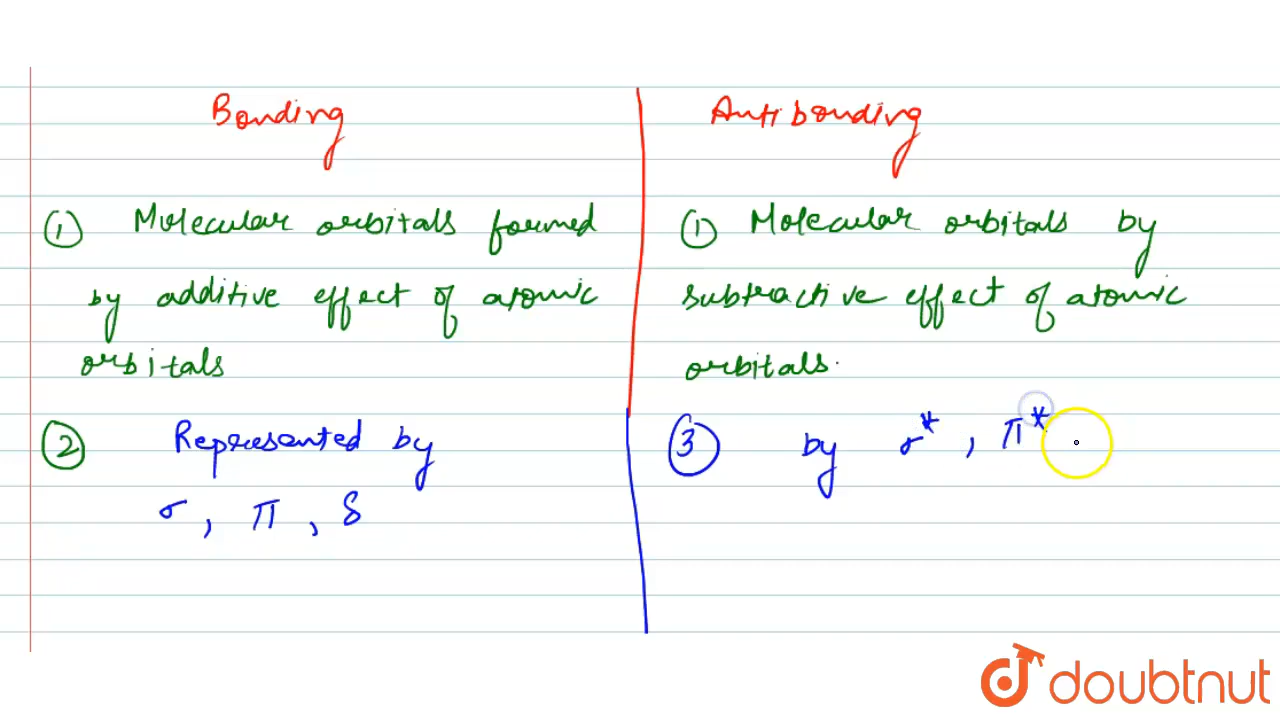 Bonding
① Molecular orbitals formed
by additive effect of atomic
orbitals
② Represented by
σ, π, δ
Antibonding
① Molecular orbitals by
subtractive effect of atomic
orbitals.
③ by σ*, π*
doubtnut